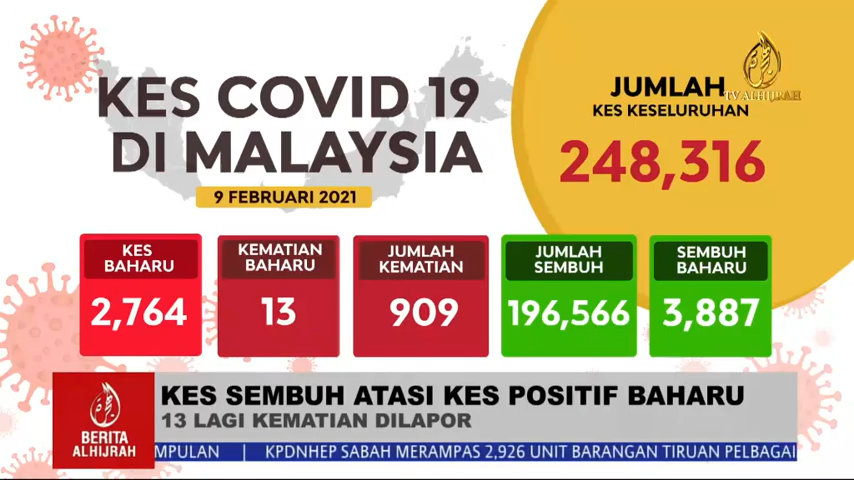 KES COVID 19
DI MALAYSIA
9 FEBRUARI 2021
JUMLAH
KES KESELURUHAN
248,316
TV ALHIJRAH
KES
BAHARU
2,764
KEMATIAN
BAHARU
13
JUMLAH
KEMATIAN
909
JUMLAH
SEMBUH
196,566
SEMBUH
BAHARU
3,887
KES SEMBUH ATASI KES POSITIF BAHARU
13 LAGI KEMATIAN DILAPOR
BERITA
ALHIJRAH
MPULAN | KPDNHEP SABAH MERAMPAS 2,926 UNIT BARANGAN TIRUAN PELBAGAI